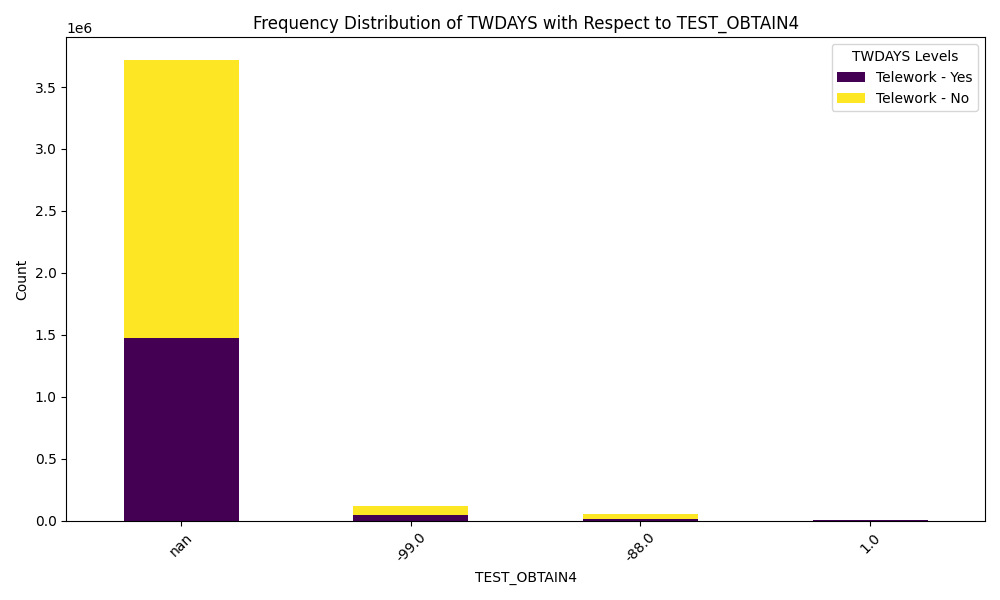 Frequency Distribution of TWDAYS with Respect to TEST_OBTAIN4
1e6
TWDAYS Levels
Telework - Yes
Telework - No
3.5
3.0
2.5
2.0
1.5
1.0
0.5
0.0
Count
nan
-99.0
-88.0
1.0
TEST_OBTAIN4